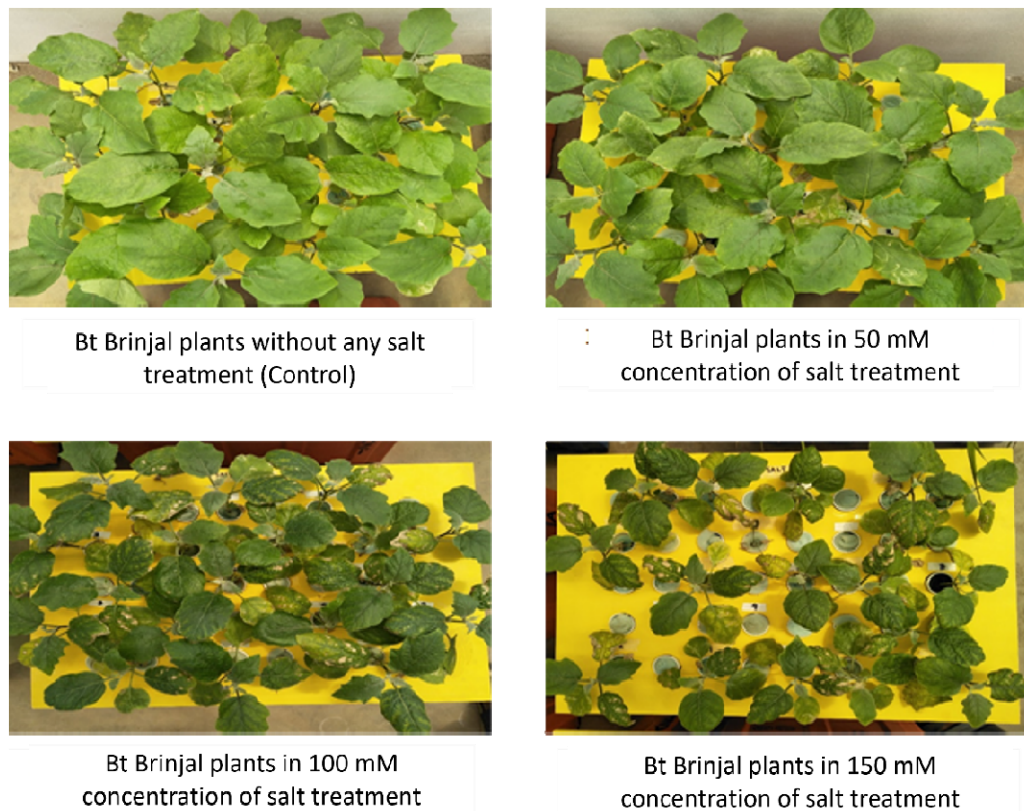 Bt Brinjal plants without any salt
treatment (Control)
Bt Brinjal plants in 50 mM
concentration of salt treatment
Bt Brinjal plants in 100 mM
concentration of salt treatment
Bt Brinjal plants in 150 mM
concentration of salt treatment